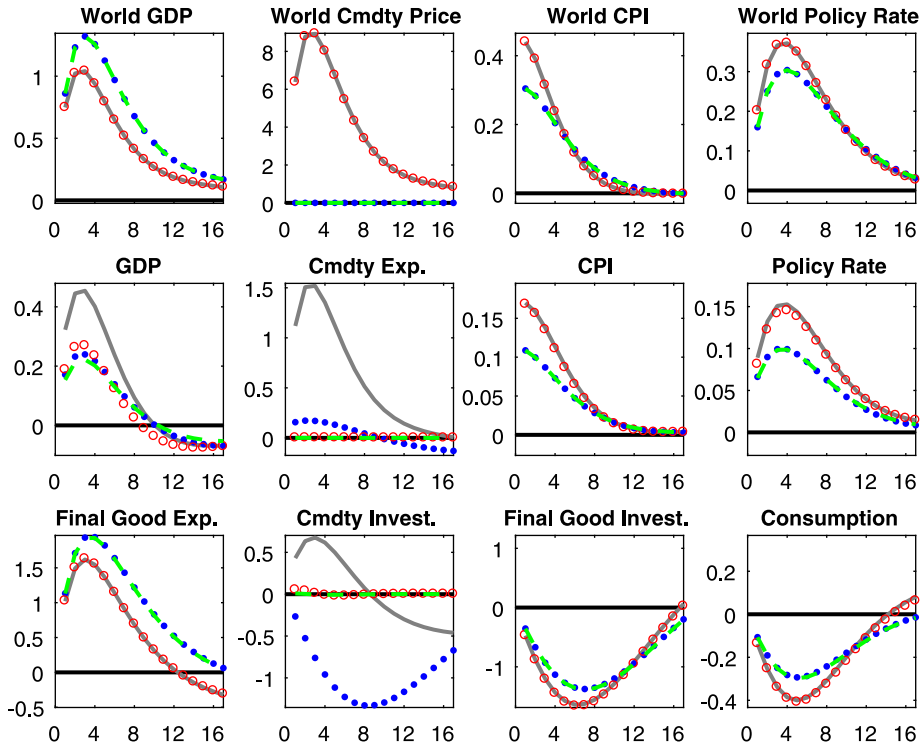 World GDP World Cmdty Price World CPI World Policy Rate
1 8 0.4 0.3
6 0.2
0.5 4 0.2 0.1
2
0 0 0 0
0 4 8 12 16 0 4 8 12 16 0 4 8 12 16 0 4 8 12 16
GDP Cmdty Exp. CPI Policy Rate
0.4 1.5 0.15 0.15
1 0.1 0.1
0.2 0.5 0.05 0.05
0 0 0 0
0 4 8 12 16 0 4 8 12 16 0 4 8 12 16 0 4 8 12 16
Final Good Exp. Cmdty Invest. Final Good Invest. Consumption
1.5 0.5 1 0.2
1 0 0 0
0.5 -0.5 -0.2
0 -1 -1 -0.4
-0.5
0 4 8 12 16 0 4 8 12 16 0 4 8 12 16 0 4 8 12 16